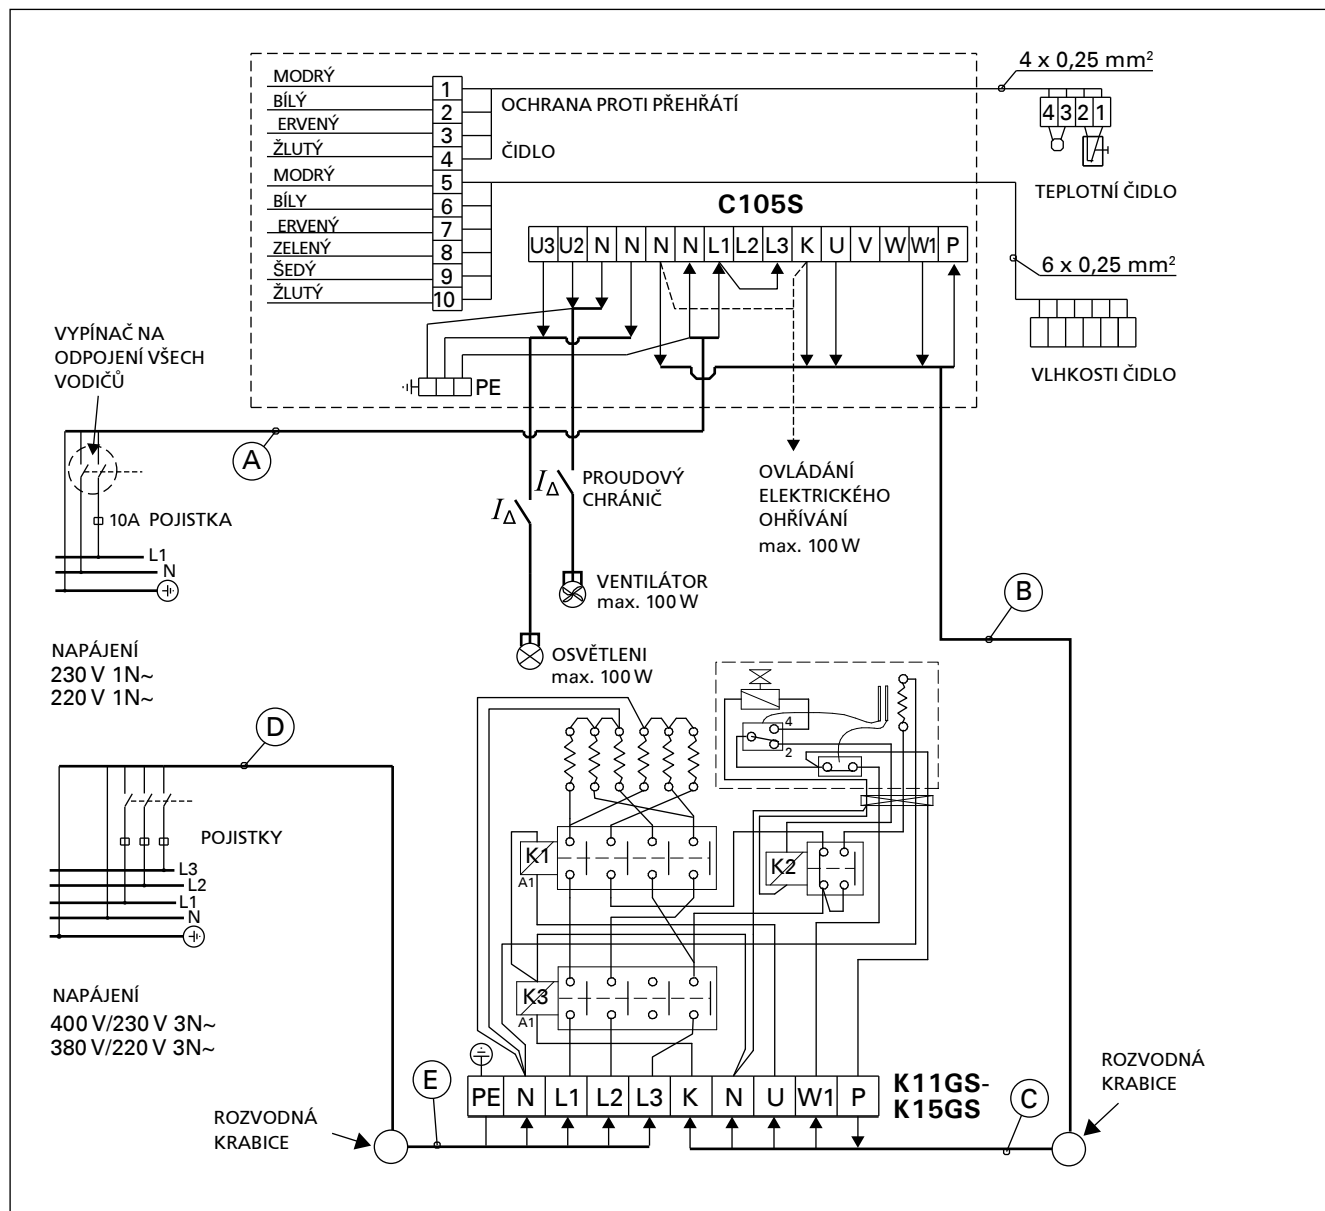 4 x 0,25 mm²
MODRÝ
1
BÍLÝ
2
OCHRANA PROTI PŘEHŘÁTÍ
ERVENÝ
3
ŽLUTÝ
4
ČIDLO
MODRÝ
5
BÍLY
6
ERVENÝ
7
ZELENÝ
8
ŠEDÝ
9
ŽLUTÝ
10
4 3 2 1
TEPLOTNÍ ČIDLO
C105S
U3 U2 N N N N L1 L2 L3 K U V W W1 P
6 x 0,25 mm²
VLHKOSTI ČIDLO
PE
VYPÍNAČ NA
ODPOJENÍ VŠECH
VODIČŮ
A
10A POJISTKA
L1
N
NAPÁJENÍ
230 V 1N~
220 V 1N~
I∆
I∆
PROUDOVÝ
CHRÁNIČ
OVLÁDÁNÍ
ELEKTRICKÉHO
OHŘÍVÁNÍ
max. 100 W
VENTILÁTOR
max. 100 W
OSVĚTLENI
max. 100 W
B
D
POJISTKY
L3
L2
L1
N
NAPÁJENÍ
400 V/230 V 3N~
380 V/220 V 3N~
4
2
K1
A1
K2
K3
A1
PE N L1 L2 L3 K N U W1 P
K11GS-
K15GS
E
C
ROZVODNÁ
KRABICE
ROZVODNÁ
KRABICE